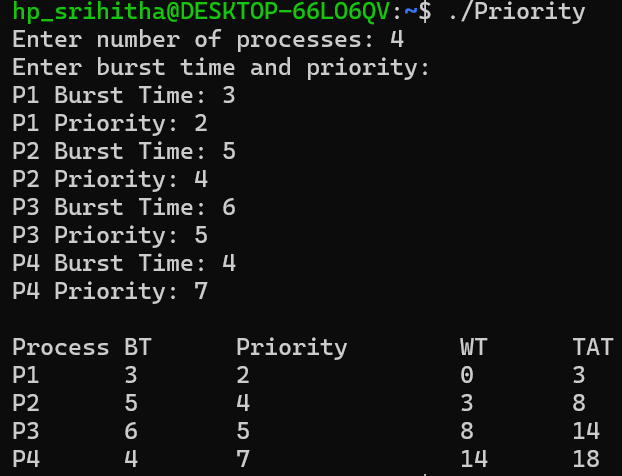 hp_srihitha@DESKTOP-66LO6QV:~$ ./Priority
Enter number of processes: 4
Enter burst time and priority:
P1 Burst Time: 3
P1 Priority: 2
P2 Burst Time: 5
P2 Priority: 4
P3 Burst Time: 6
P3 Priority: 5
P4 Burst Time: 4
P4 Priority: 7
Process BT Priority WT TAT
P1 3 2 0 3
P2 5 4 3 8
P3 6 5 8 14
P4 4 7 14 18